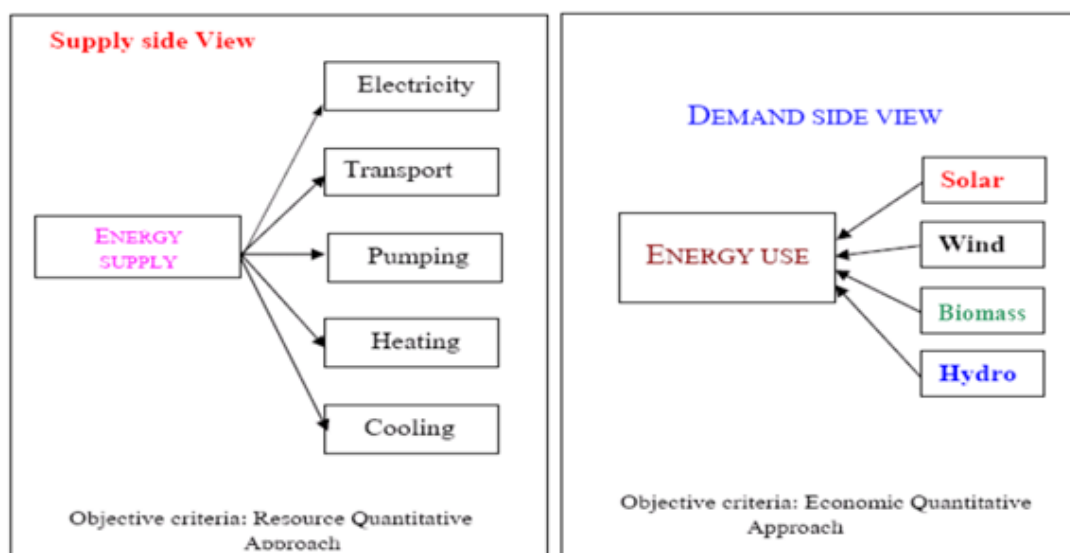 Supply side View
Electricity
Transport
ENERGY
SUPPLY
Pumping
Heating
Cooling
Objective criteria: Resource Quantitative
Approach
DEMAND SIDE VIEW
Solar
ENERGY USE
Wind
Biomass
Hydro
Objective criteria: Economic Quantitative
Approach